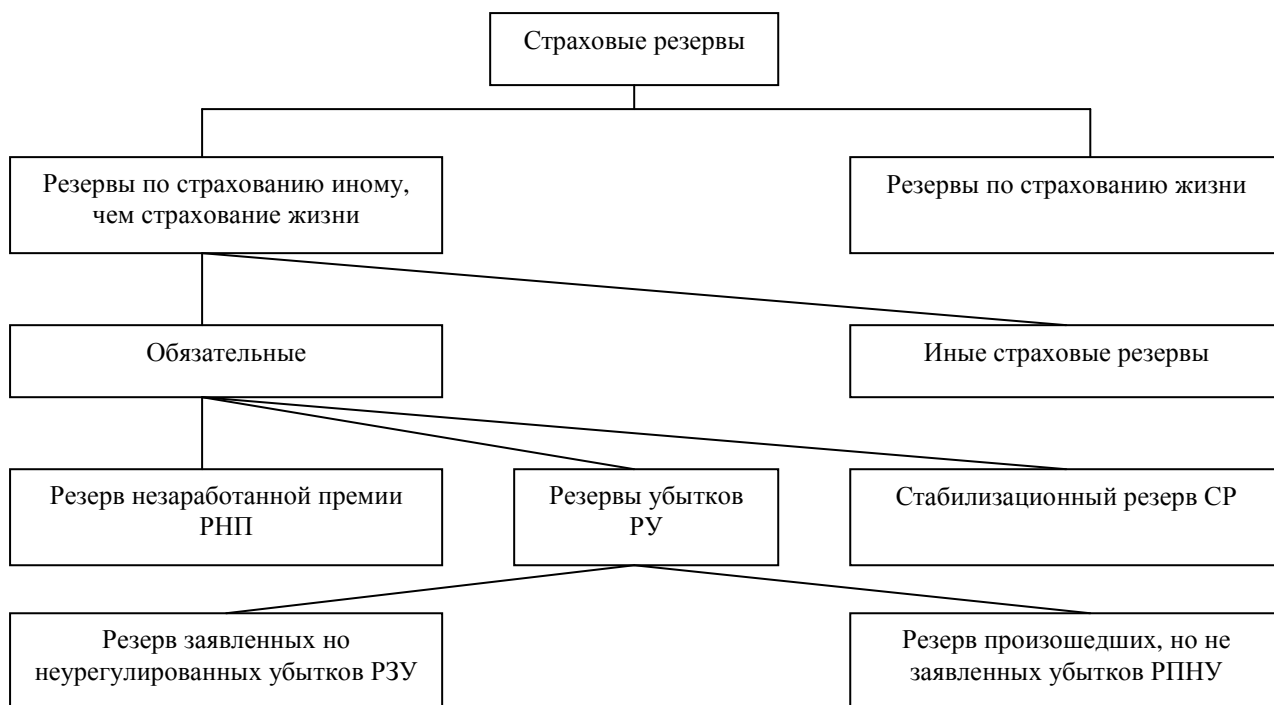 Страховые резервы
Резервы по страхованию иному,
чем страхование жизни
Резервы по страхованию жизни
Обязательные
Иные страховые резервы
Резерв незаработанной премии
РНП
Резервы убытков
РУ
Стабилизационный резерв СР
Резерв заявленных но
неурегулированных убытков РЗУ
Резерв произошедших, но не
заявленных убытков РПНУ